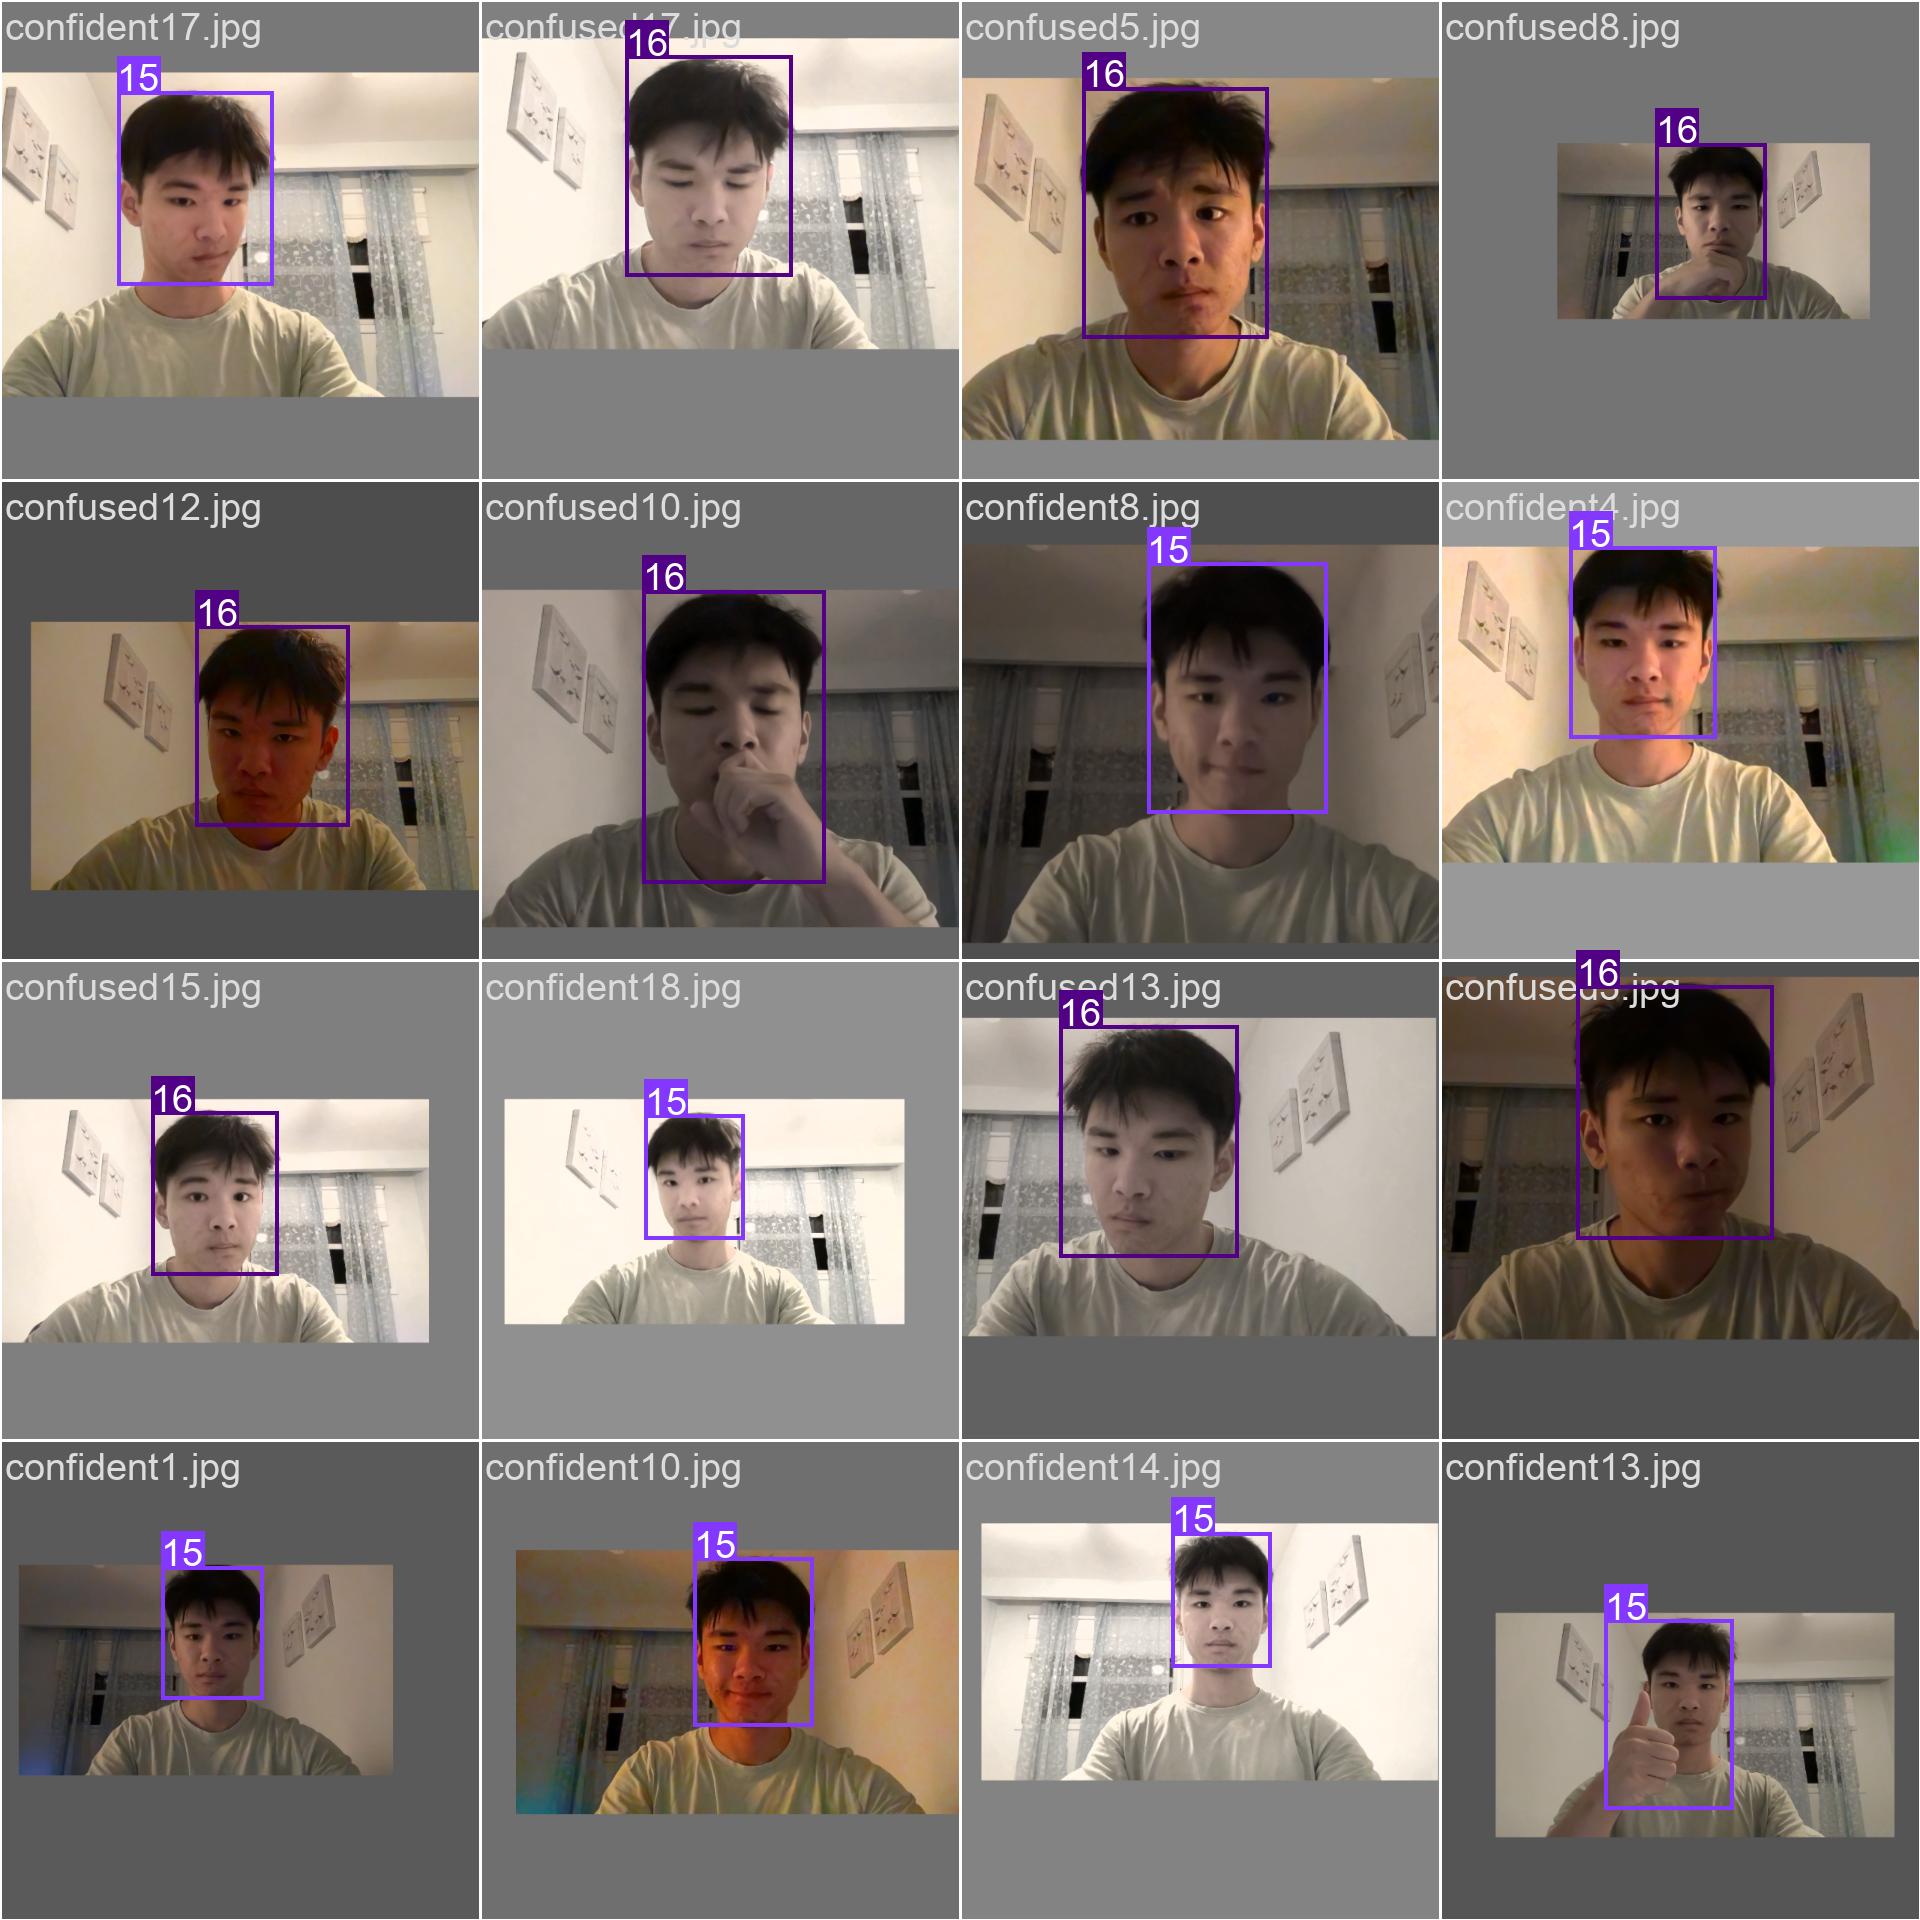 confident17.jpg
15
confused17.jpg
16
confused5.jpg
16
confused8.jpg
16
confused12.jpg
16
confused10.jpg
16
confident8.jpg
15
confident4.jpg
15
confused15.jpg
16
confident18.jpg
15
confused13.jpg
16
confused3.jpg
16
confident1.jpg
15
confident10.jpg
15
confident14.jpg
15
confident13.jpg
15